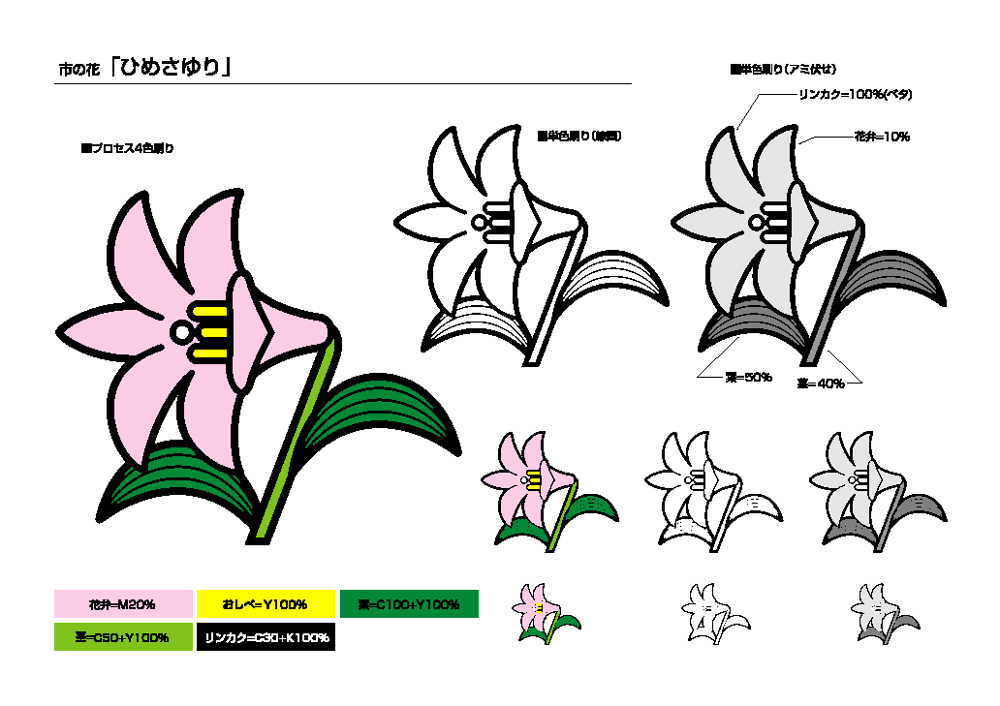 市の花「ひめさゆり」
■単色刷り（アミ伏せ）
リンカク=100%(ベタ)
■プロセス4色刷り
■単色刷り（線画）
花弁=10%
葉=50%
茎=40%
花弁=M20%
おしべ=Y100%
葉=C100+Y100%
茎=C50+Y100%
リンカク=C30+K100%